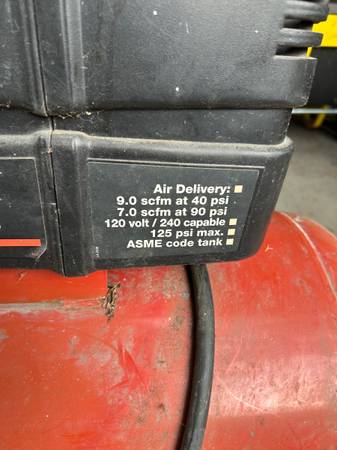 Air Delivery:
9.0 scfm at 40 psi
7.0 scfm at 90 psi
120 volt / 240 capable
125 psi max.
ASME code tank